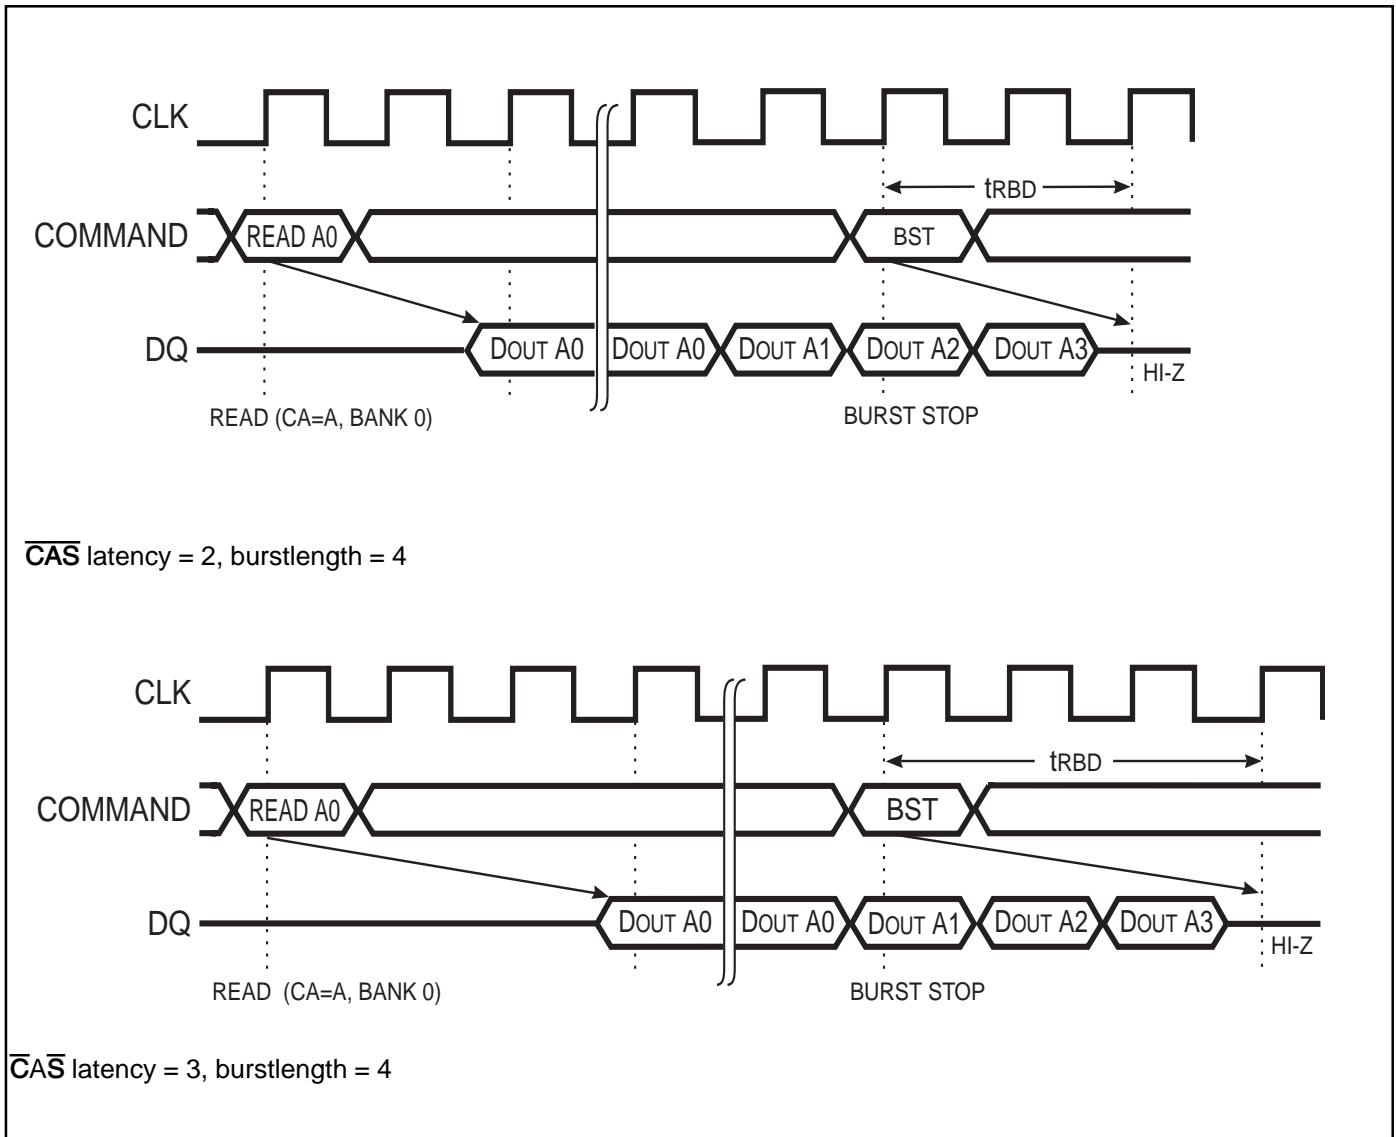 CLK
tRBD
COMMAND READ A0 BST
DQ DOUT A0 DOUT A0 DOUT A1 DOUT A2 DOUT A3 HI-Z
READ (CA=A, BANK 0) BURST STOP
CAS latency = 2, burstlength = 4
CLK
tRBD
COMMAND READ A0 BST
DQ DOUT A0 DOUT A0 DOUT A1 DOUT A2 DOUT A3 HI-Z
READ (CA=A, BANK 0) BURST STOP
CAS latency = 3, burstlength = 4